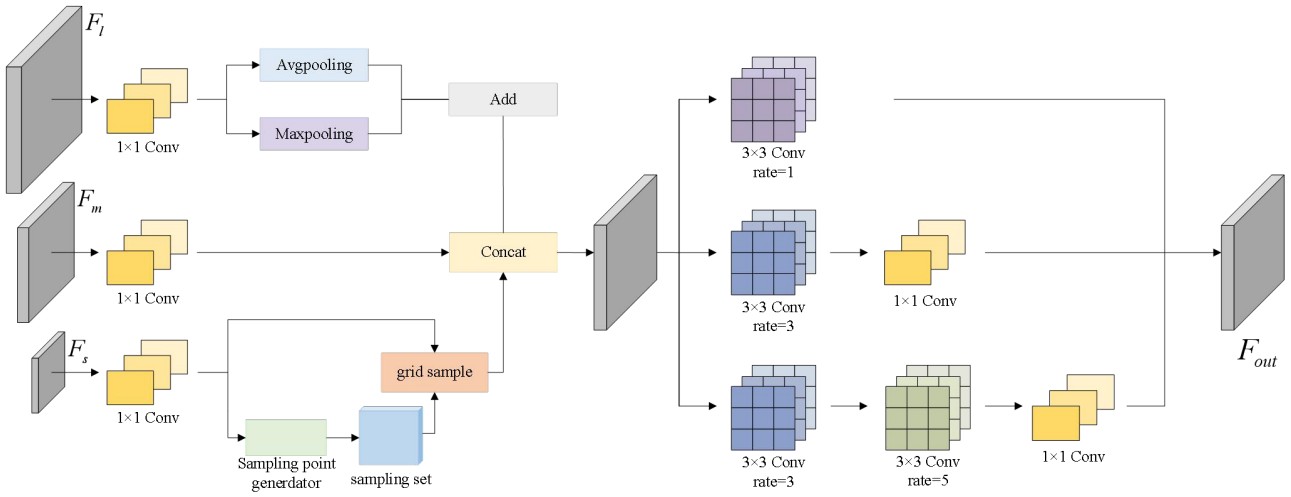 F_l
1×1 Conv
Avgpooling
Maxpooling
Add
F_m
1×1 Conv
Concat
F_s
1×1 Conv
grid sample
Sampling point
generdator
sampling set
3×3 Conv
rate=1
3×3 Conv
rate=3
1×1 Conv
3×3 Conv
rate=3
3×3 Conv
rate=5
1×1 Conv
F_out